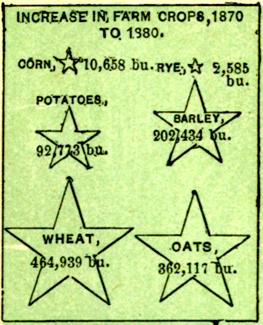 INCREASE IN FARM CROPS, 1870
TO 1880.
CORN, 10,658 bu.
RYE, 2,585
bu.
POTATOES,
92,773 bu.
BARLEY,
202,434 bu.
WHEAT,
464,939 bu.
OATS,
362,117 bu.